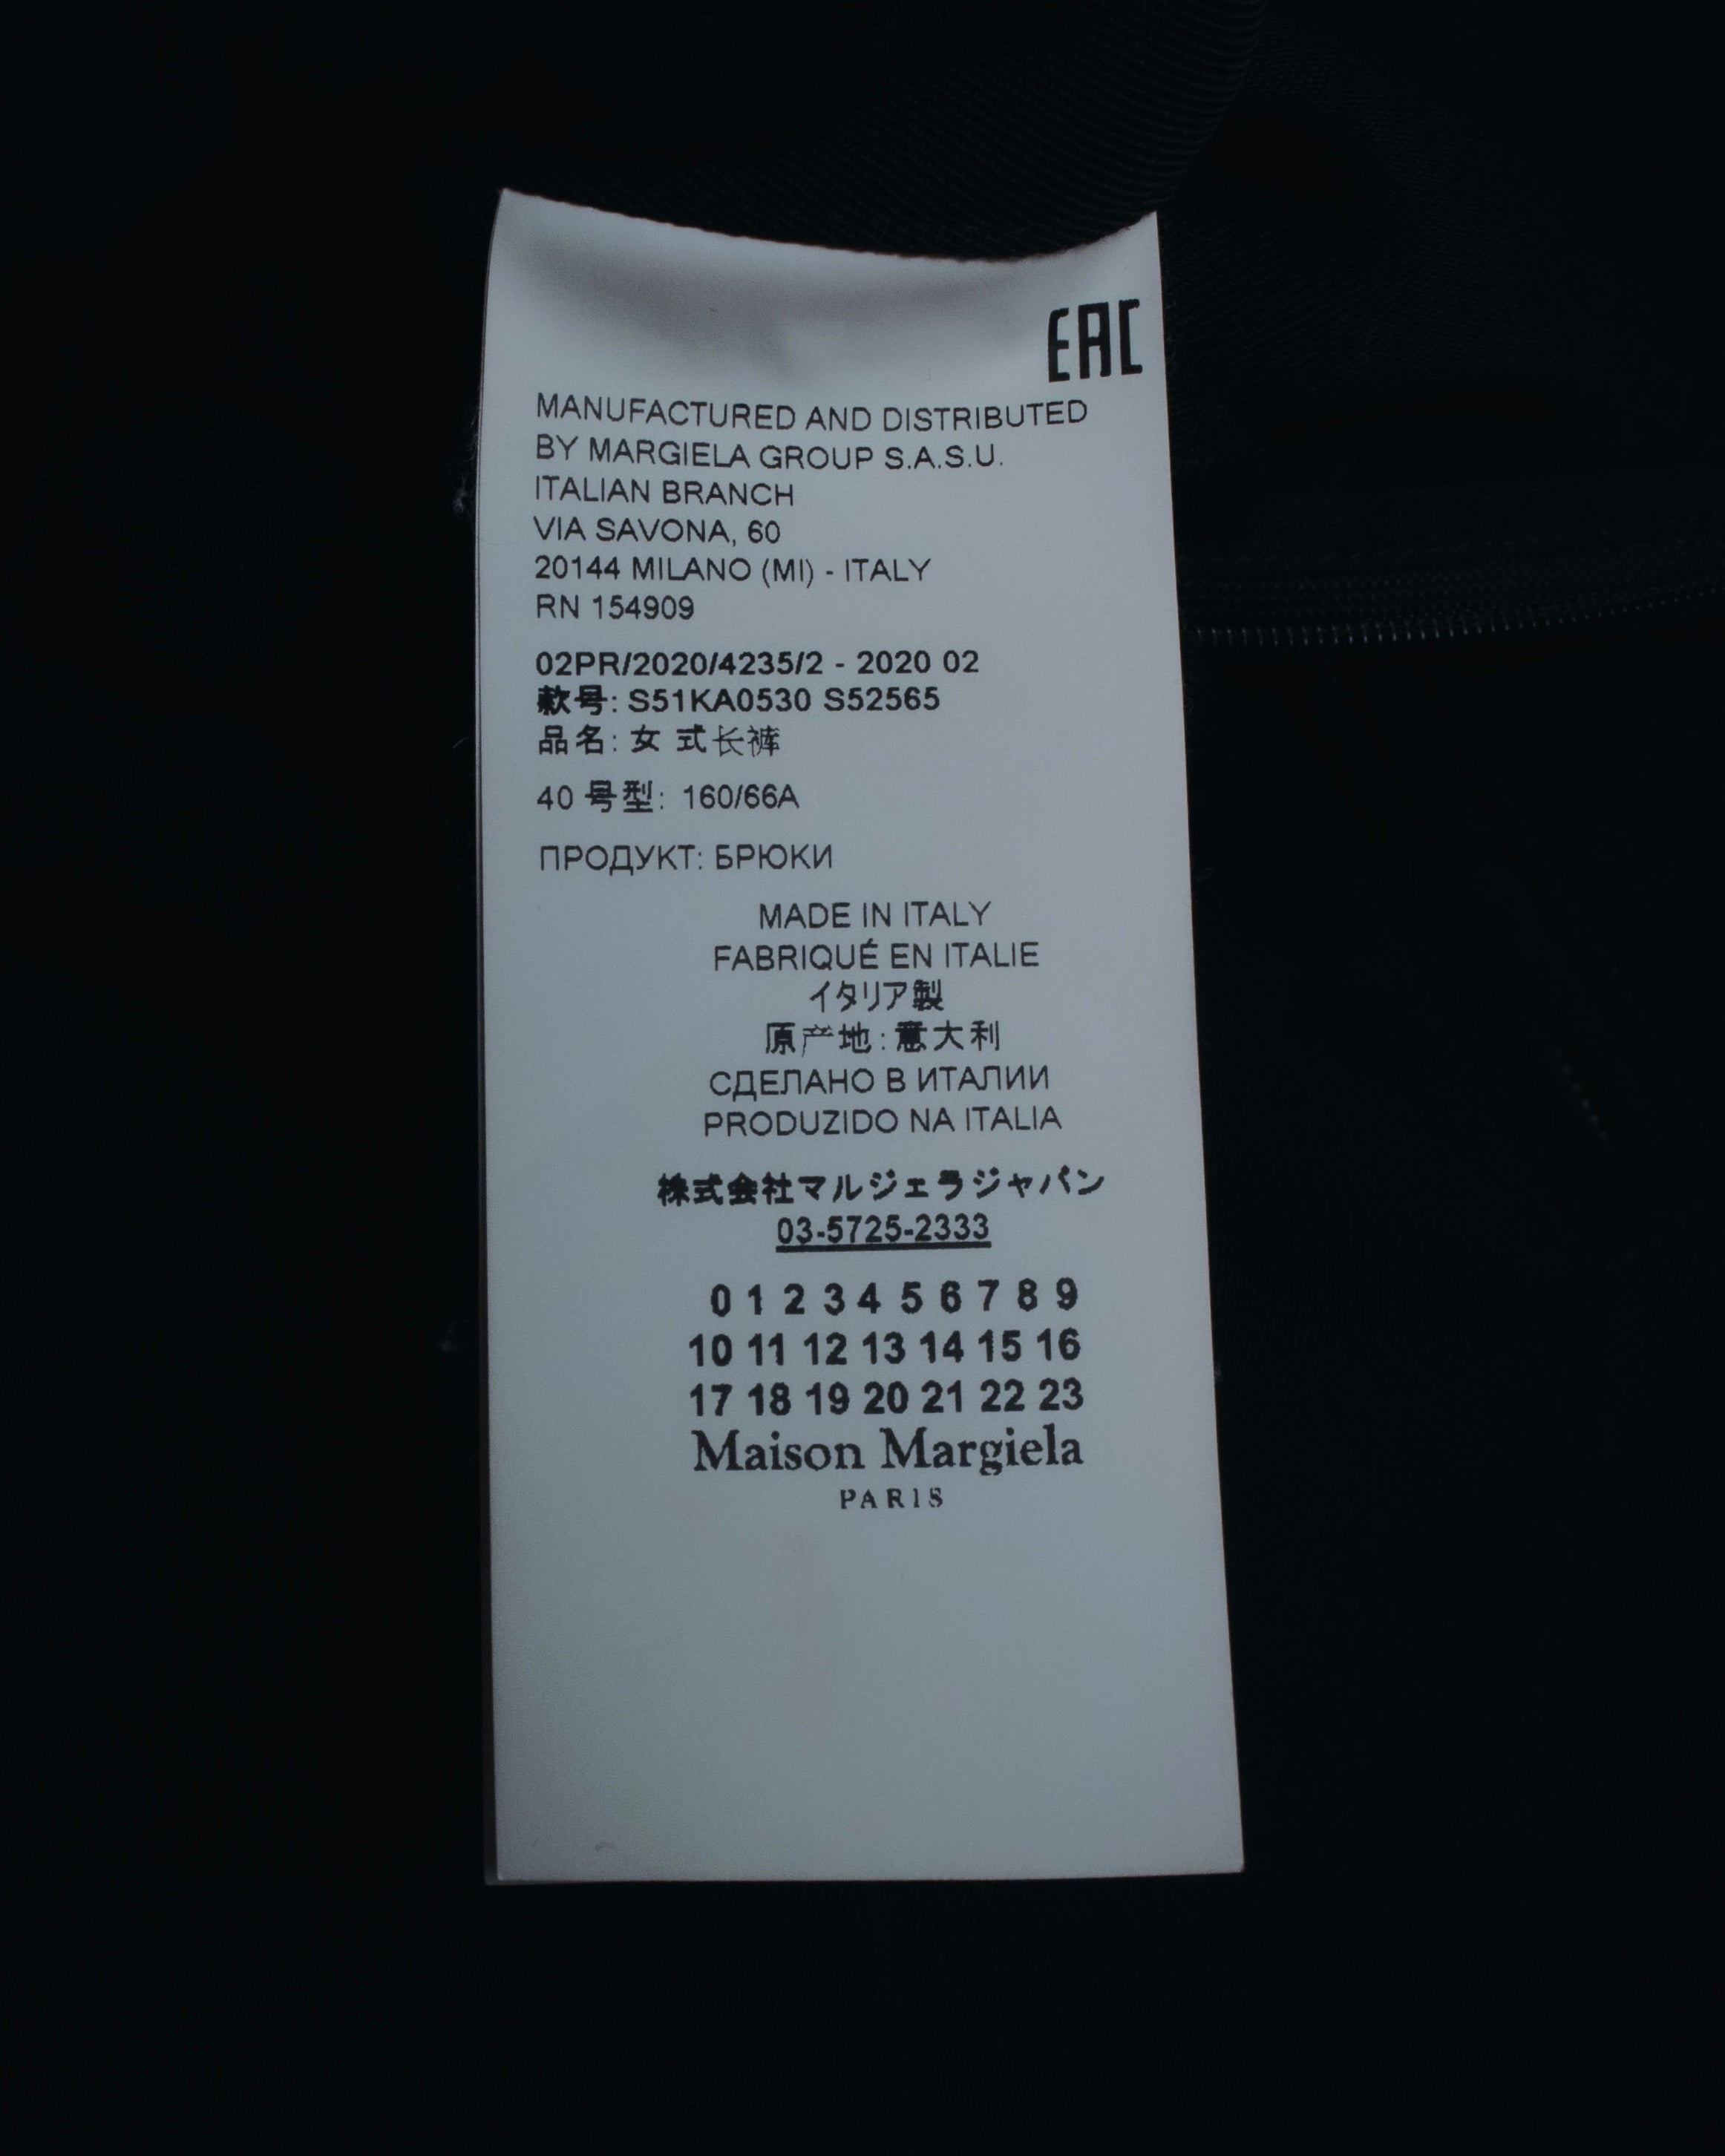 EAC
MANUFACTURED AND DISTRIBUTED
BY MARGIELA GROUP S.A.S.U.
ITALIAN BRANCH
VIA SAVONA, 60
20144 MILANO (MI) - ITALY
RN 154909
02PR/2020/4235/2 - 2020 02
款号: S51KA0530 S52565
品名: 女 式长裤
40 号型: 160/66A
ПРОДУКТ: БРЮКИ
MADE IN ITALY
FABRIQUÉ EN ITALIE
イタリア製
原产地: 意大利
СДЕЛАНО В ИТАЛИИ
PRODUZIDO NA ITALIA
株式会社マルジェラジャパン
03-5725-2333
0 1 2 3 4 5 6 7 8 9
10 11 12 13 14 15 16
17 18 19 20 21 22 23
Maison Margiela
PARIS